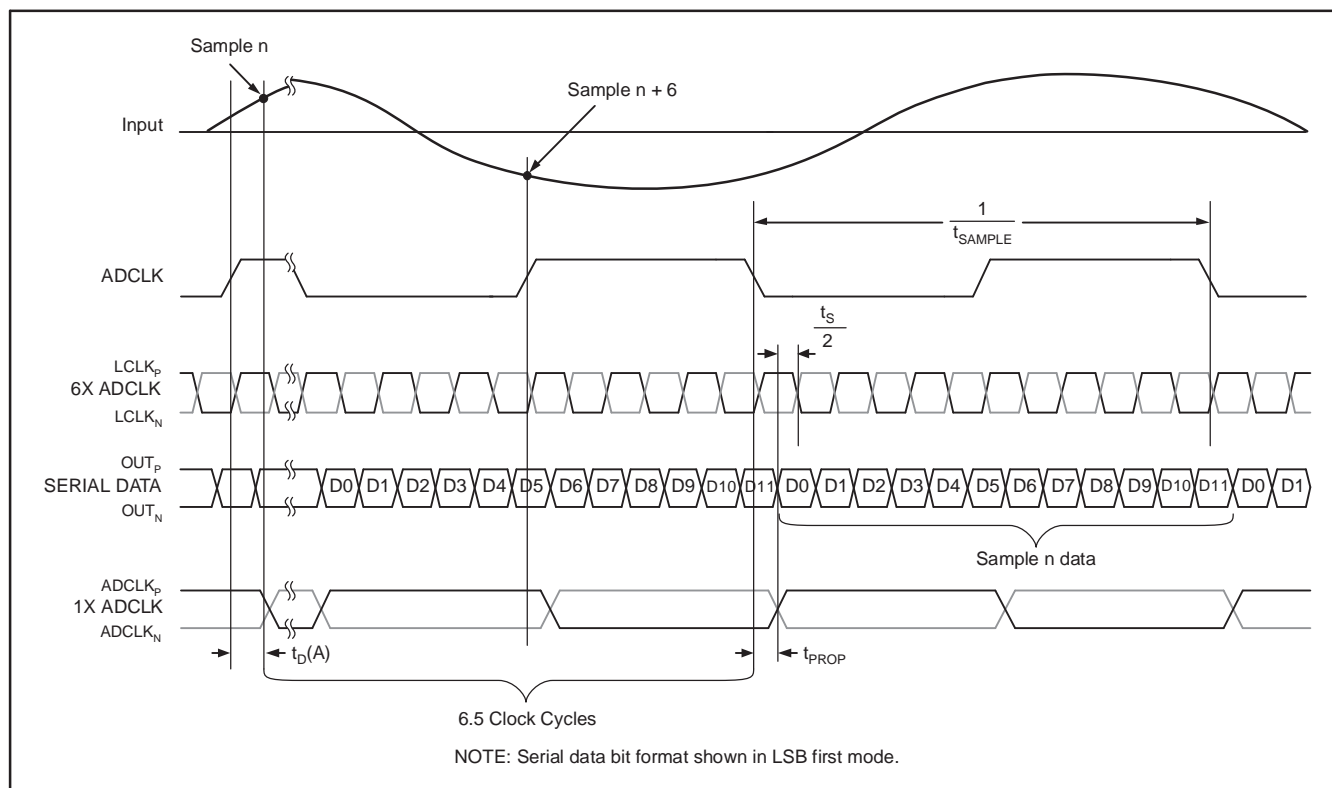 Sample n
Sample n + 6
Input
1
tSAMPLE
ADCLK
tS
2
LCLKP
6X ADCLK
LCLKN
OUTP
SERIAL DATA
OUTN
D0 D1 D2 D3 D4 D5 D6 D7 D8 D9 D10 D11 D0 D1 D2 D3 D4 D5 D6 D7 D8 D9 D10 D11 D0 D1
Sample n data
ADCLKP
1X ADCLK
ADCLKN
tD(A)
tPROP
6.5 Clock Cycles
NOTE: Serial data bit format shown in LSB first mode.